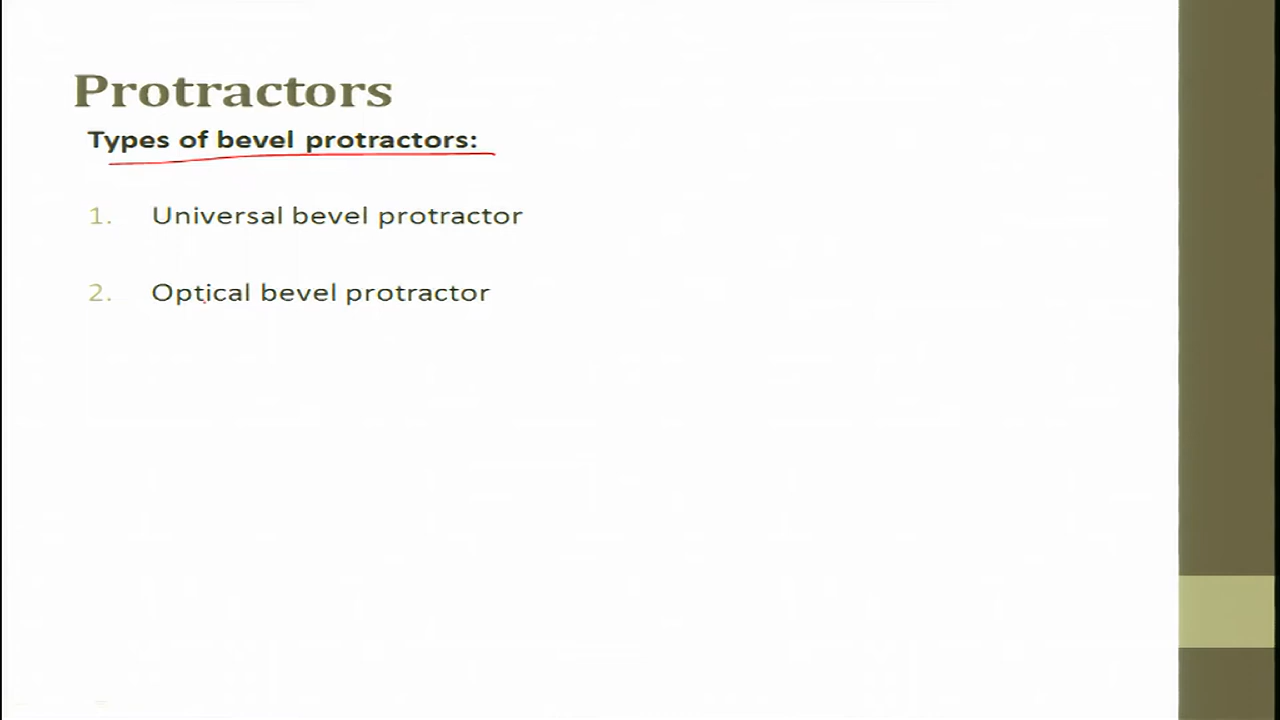 Protractors
Types of bevel protractors:
1. Universal bevel protractor
2. Optical bevel protractor